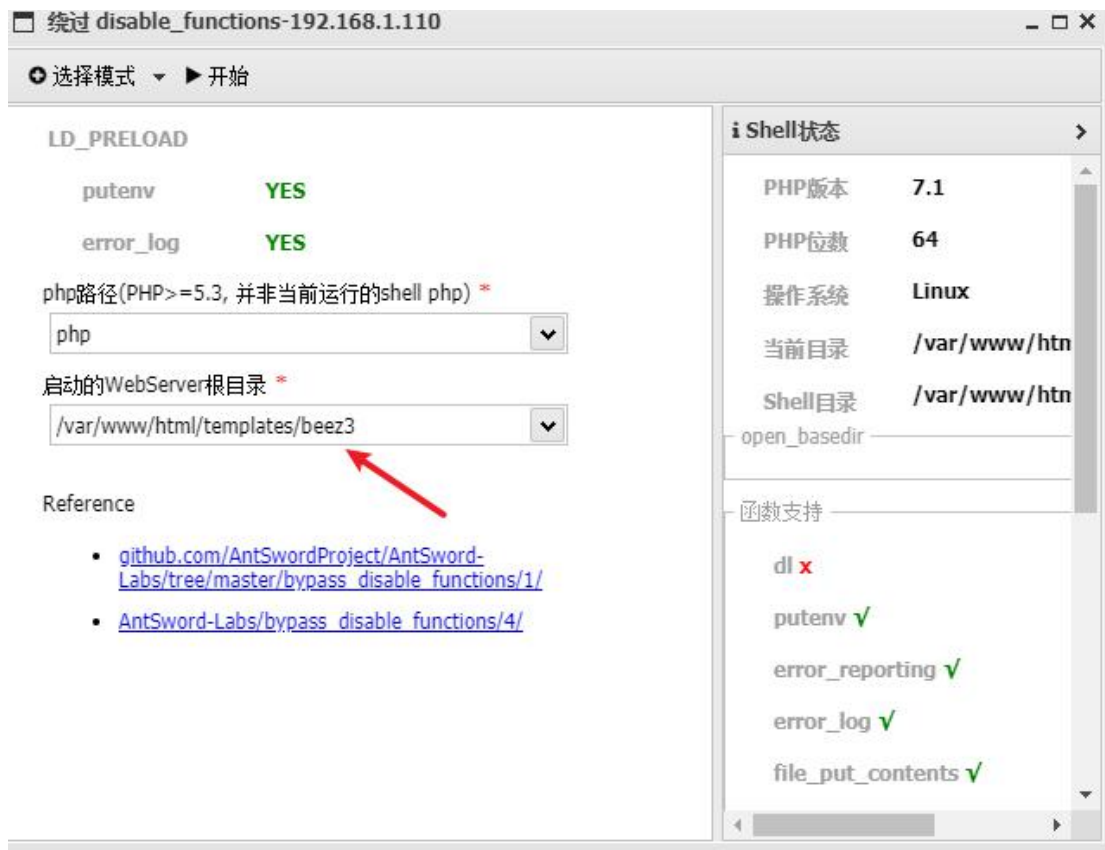 绕过 disable_functions-192.168.1.110
选择模式 开始
LD_PRELOAD
putenv YES
error_log YES
php路径(PHP>=5.3, 并非当前运行的shell php) *
php
启动的WebServer根目录 *
/var/www/html/templates/beez3
Reference
github.com/AntSwordProject/AntSword-
Labs/tree/master/bypass_disable_functions/1/
AntSword-Labs/bypass_disable_functions/4/
i Shell状态
PHP版本 7.1
PHP位数 64
操作系统 Linux
当前目录 /var/www/htm
Shell目录 /var/www/htm
open_basedir
函数支持
dl x
putenv √
error_reporting √
error_log √
file_put_contents √